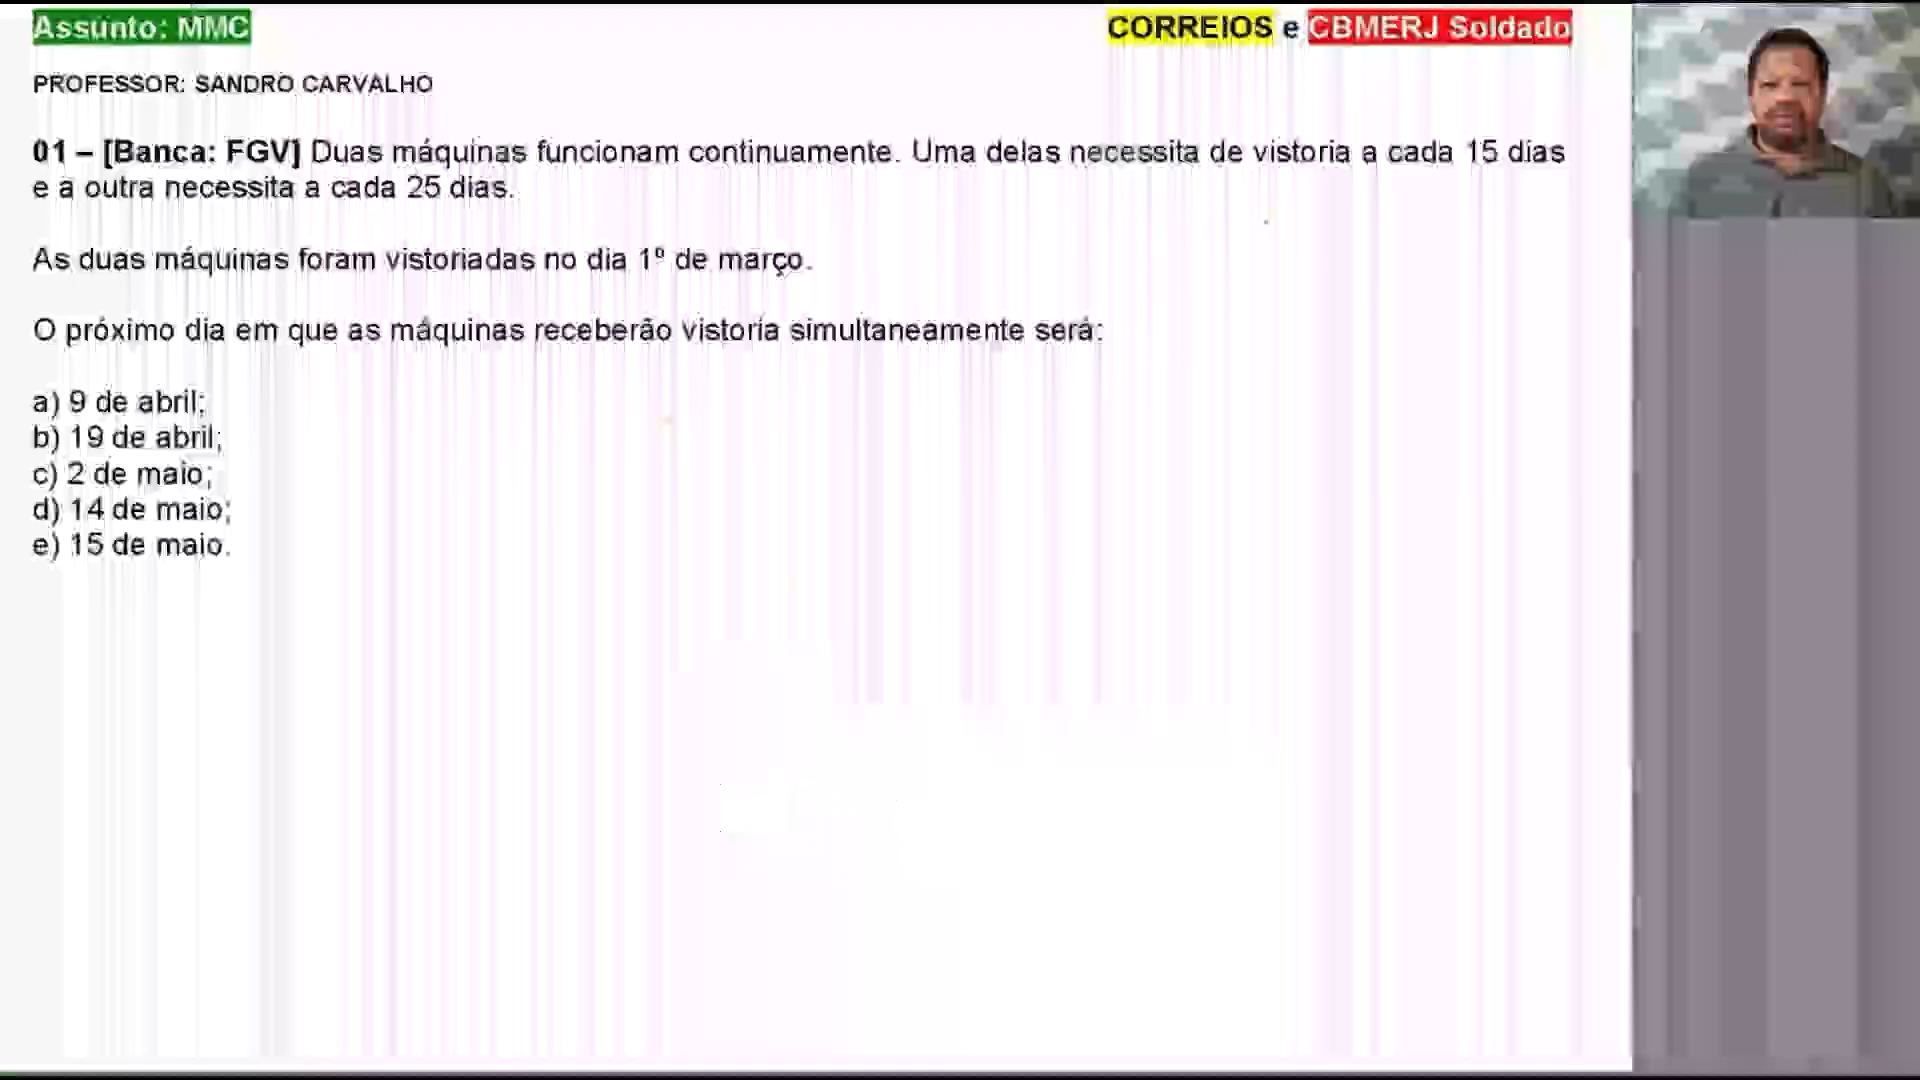 Assunto: MMC CORREIOS e CBMERJ Soldado
PROFESSOR: SANDRO CARVALHO
01 – [Banca: FGV] Duas máquinas funcionam continuamente. Uma delas necessita de vistoria a cada 15 dias
e a outra necessita a cada 25 dias.
As duas máquinas foram vistoriadas no dia 1º de março.
O próximo dia em que as máquinas receberão vistoria simultaneamente será:
a) 9 de abril;
b) 19 de abril;
c) 2 de maio;
d) 14 de maio;
e) 15 de maio.